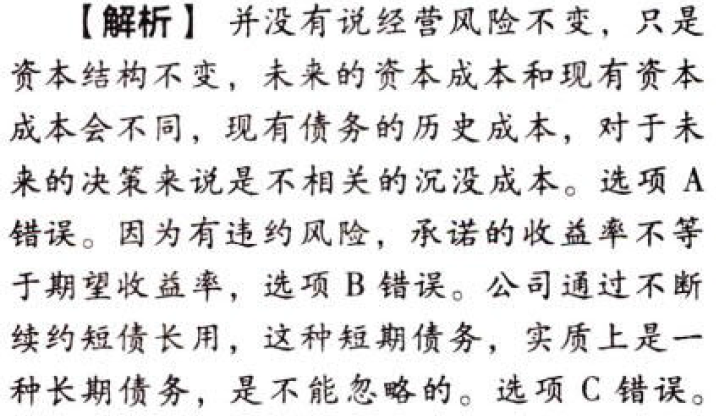 【解析】 并没有说经营风险不变，只是
资本结构不变，未来的资本成本和现有资本
成本会不同，现有债务的历史成本，对于未
来的决策来说是不相关的沉没成本。选项 A
错误。因为有违约风险，承诺的收益率不等
于期望收益率，选项 B 错误。公司通过不断
续约短债长用，这种短期债务，实质上是一
种长期债务，是不能忽略的。选项 C 错误。